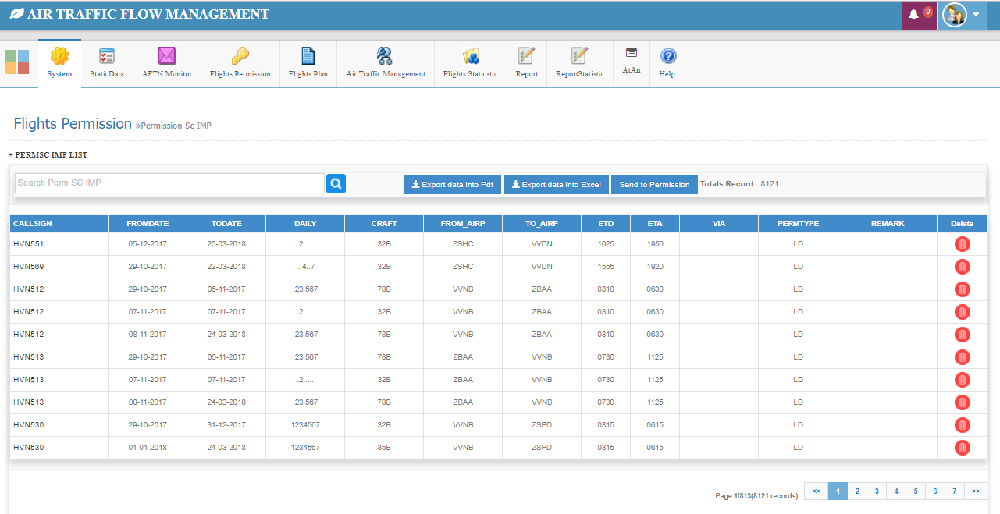 AIR TRAFFIC FLOW MANAGEMENT 0
System StaticData AFTN Monitor Flights Permission Flights Plan Air Traffic Management Flights Staticstic Report ReportStatistic AtAn Help
Flights Permission »Permission Sc IMP
+ PERMSC IMP LIST
Search Perm SC IMP Export data into Pdf Export data into Excel Send to Permission Totals Record : 8121
CALLSIGN FROMDATE TODATE DAILY CRAFT FROM_AIRP TO_AIRP ETD ETA VIA PERMTYPE REMARK Delete
HVN551 05-12-2017 20-03-2018 .2..... 32B ZSHC VVDN 1625 1950 LD
HVN569 29-10-2017 22-03-2018 ...4..7 32B ZSHC VVDN 1555 1920 LD
HVN512 29-10-2017 05-11-2017 .23.567 78B VVNB ZBAA 0310 0630 LD
HVN512 07-11-2017 07-11-2017 .2..... 32B VVNB ZBAA 0310 0630 LD
HVN512 08-11-2017 24-03-2018 .23.567 78B VVNB ZBAA 0310 0630 LD
HVN513 29-10-2017 05-11-2017 .23.567 78B ZBAA VVNB 0730 1125 LD
HVN513 07-11-2017 07-11-2017 .2..... 32B ZBAA VVNB 0730 1125 LD
HVN513 08-11-2017 24-03-2018 .23.567 78B ZBAA VVNB 0730 1125 LD
HVN530 29-10-2017 31-12-2017 1234567 32B VVNB ZSPD 0315 0615 LD
HVN530 01-01-2018 24-03-2018 1234567 35B VVNB ZSPD 0315 0615 LD
Page 1/813(8121 records) << 1 2 3 4 5 6 7 >>